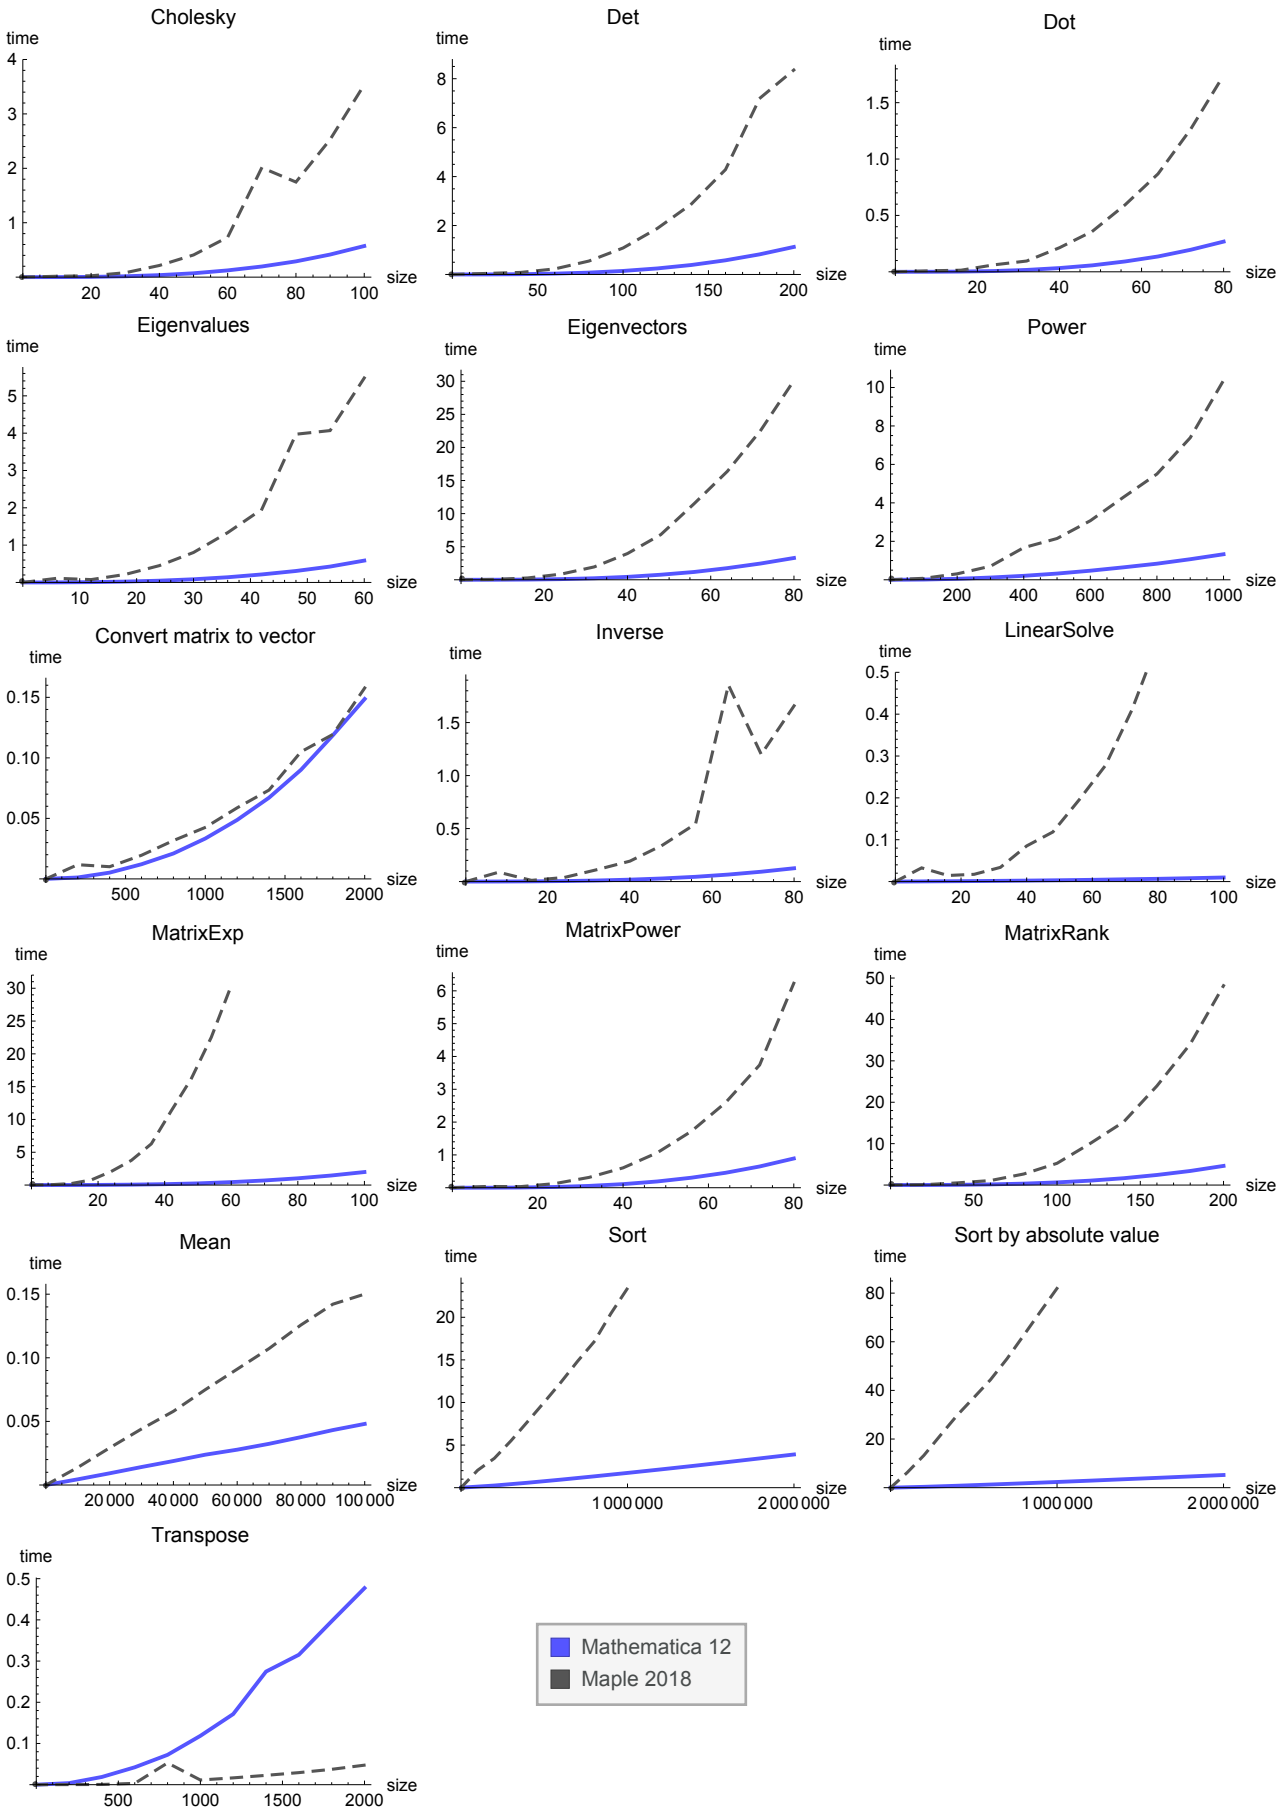 Cholesky
time
4
3
2
1
20 40 60 80 100 size
Det
time
8
6
4
2
50 100 150 200 size
Dot
time
1.5
1.0
0.5
20 40 60 80 size
Eigenvalues
time
5
4
3
2
1
10 20 30 40 50 60 size
Eigenvectors
time
30
25
20
15
10
5
20 40 60 80 size
Power
time
10
8
6
4
2
200 400 600 800 1000 size
Convert matrix to vector
time
0.15
0.10
0.05
500 1000 1500 2000 size
Inverse
time
1.5
1.0
0.5
20 40 60 80 size
LinearSolve
time
0.5
0.4
0.3
0.2
0.1
20 40 60 80 100 size
MatrixExp
time
30
25
20
15
10
5
20 40 60 80 100 size
MatrixPower
time
6
5
4
3
2
1
20 40 60 80 size
MatrixRank
time
50
40
30
20
10
50 100 150 200 size
Mean
time
0.15
0.10
0.05
20000 40000 60000 80000 100000 size
Sort
time
20
15
10
5
1000000 2000000 size
Sort by absolute value
time
80
60
40
20
1000000 2000000 size
Transpose
time
0.5
0.4
0.3
0.2
0.1
500 1000 1500 2000 size
Mathematica 12
Maple 2018